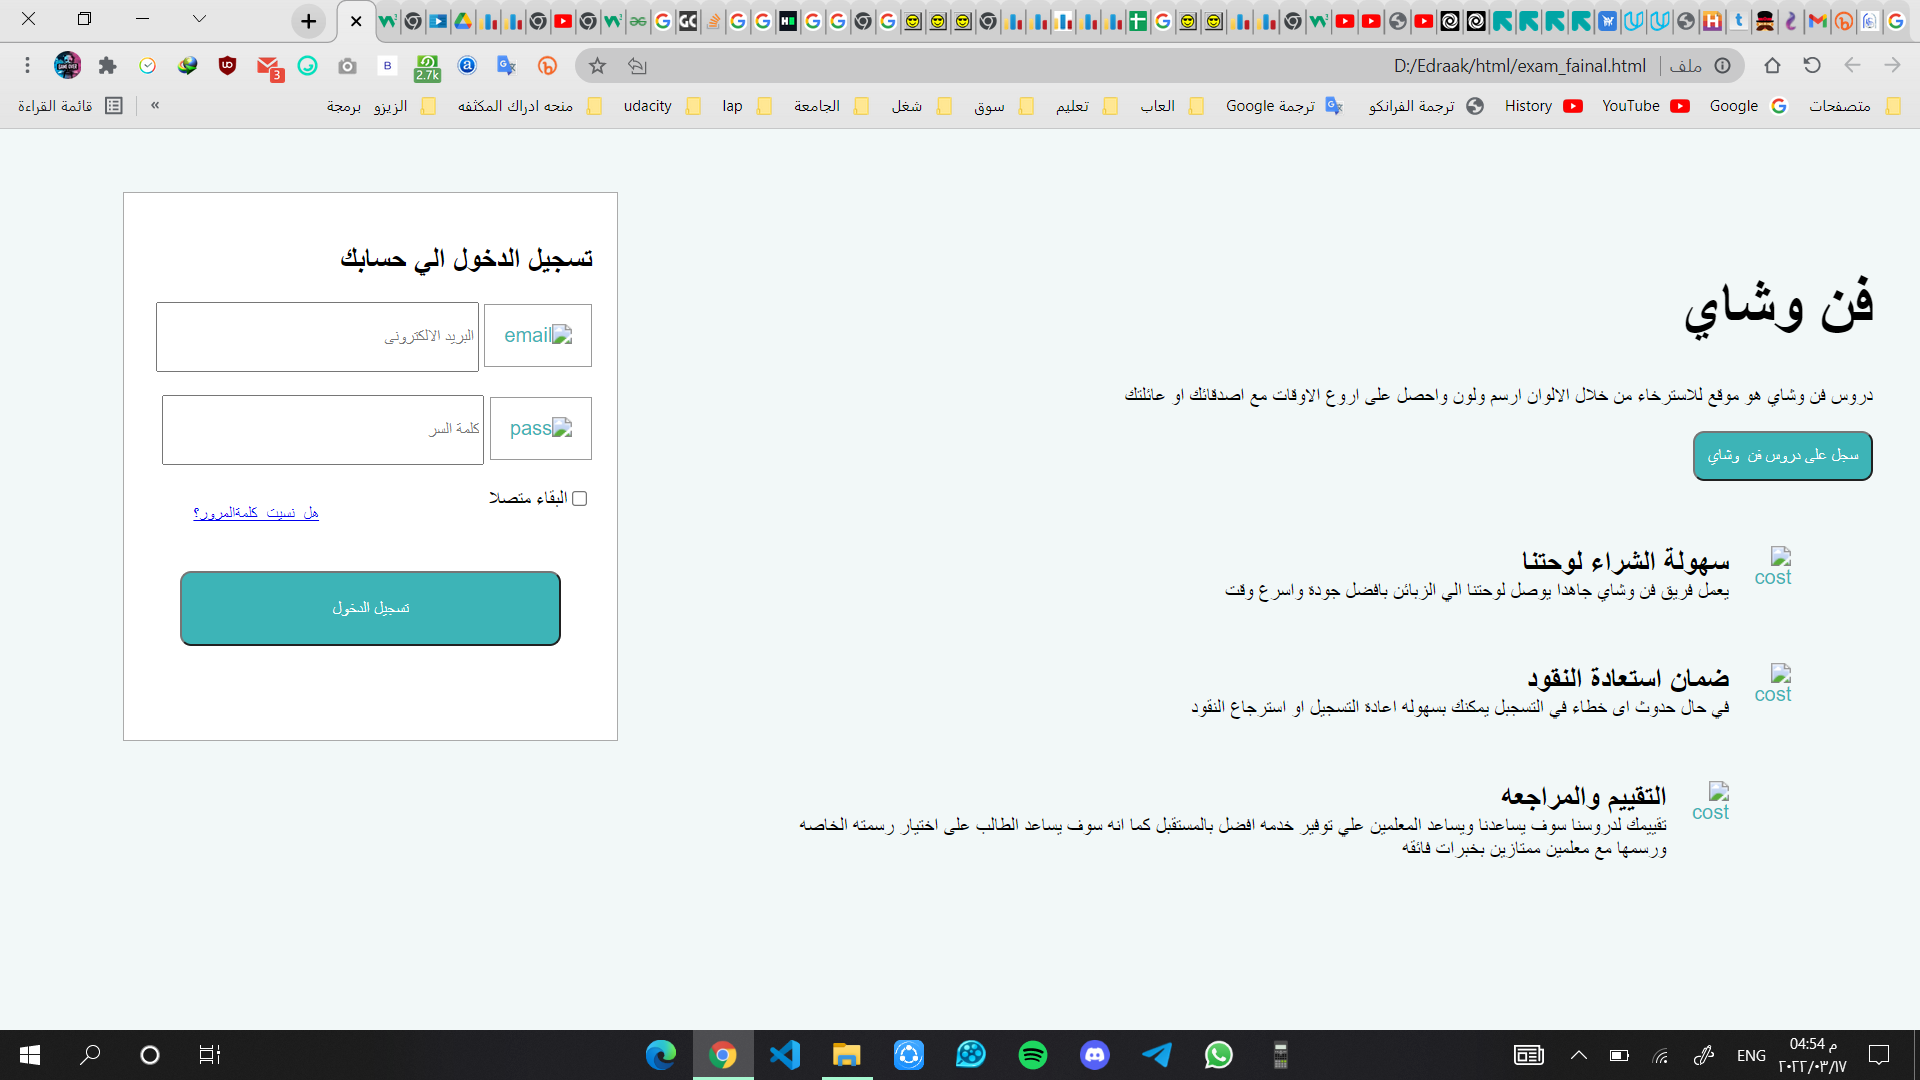 D:/Edraak/html/exam_fainal.html
ملف
3
2.7k
B
متصفحات
Google
YouTube
History
ترجمة الفرانكو
ترجمة Google
العاب
تعليم
سوق
شغل
الجامعة
lap
udacity
منحه ادراك المكثفه
الزيزو
برمجة
»
قائمة القراءة
فن وشاي
دروس فن وشاي هو موقع للاسترخاء من خلال الالوان ارسم ولون واحصل على اروع الاوقات مع اصدقائك او عائلتك
سجل على دروس فن وشاي
cost
سهولة الشراء لوحتنا
يعمل فريق فن وشاي جاهدا يوصل لوحتنا الي الزبائن بافضل جودة واسرع وقت
cost
ضمان استعادة النقود
في حال حدوث اى خطاء في التسجبل يمكنك بسهوله اعادة التسجيل او استرجاع النقود
cost
التقييم والمراجعه
تقييمك لدروسنا سوف يساعدنا ويساعد المعلمين علي توفير خدمه افضل بالمستقبل كما انه سوف يساعد الطالب على اختيار رسمته الخاصه
ورسمها مع معلمين ممتازين بخبرات فائقه
تسجيل الدخول الي حسابك
email
البريد الالكترونى
pass
كلمة السر
البقاء متصلا
هل نسيت كلمةالمرور؟
تسجيل الدخول
ENG
04:54 م
٢٠٢٢/٠٣/١٧